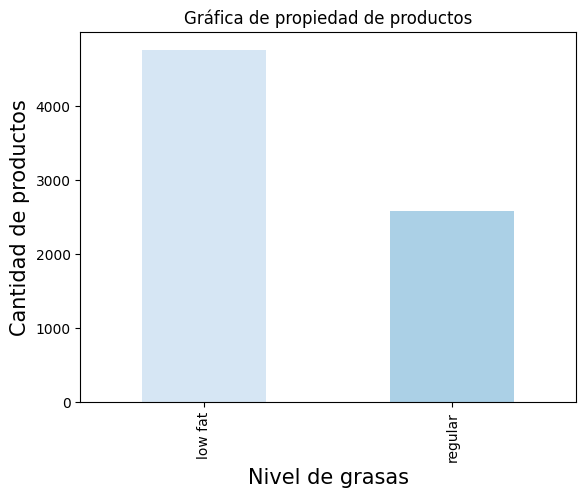 Gráfica de propiedad de productos
Cantidad de productos
4000
3000
2000
1000
0
low fat
regular
Nivel de grasas